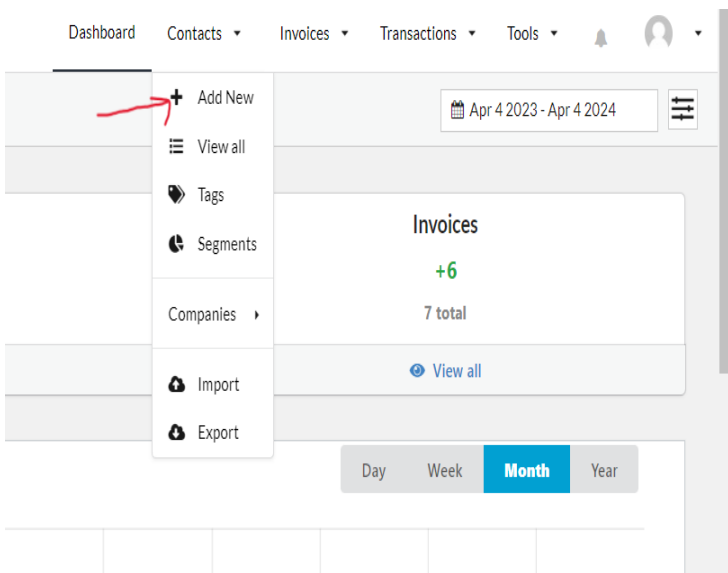 Dashboard Contacts Invoices Transactions Tools
Add New
Apr 4 2023 - Apr 4 2024
View all
Tags
Segments
Companies
Import
Export
Invoices
+6
7 total
View all
Day Week Month Year